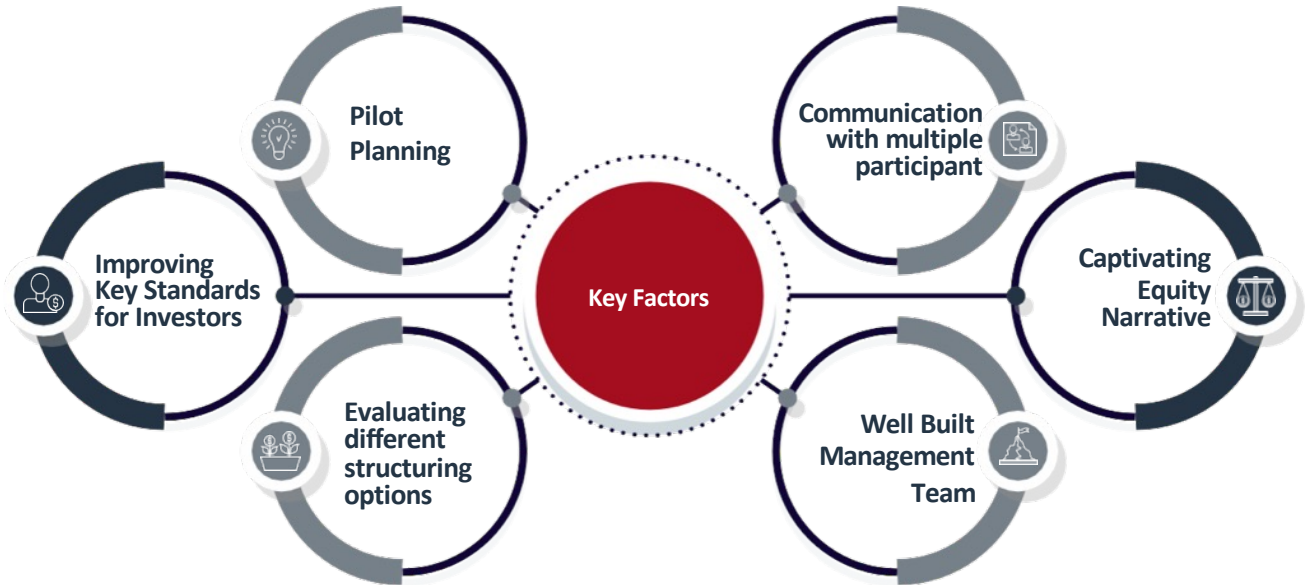 Pilot
Planning
Communication
with multiple
participant
Improving
Key Standards
for Investors
Key Factors
Captivating
Equity
Narrative
Evaluating
different
structuring
options
Well Built
Management
Team